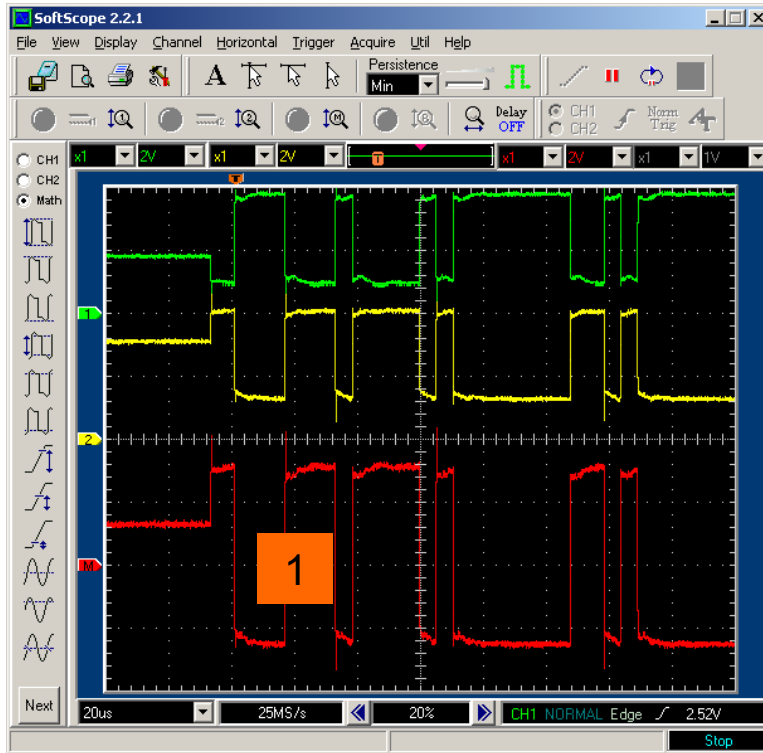 SoftScope 2.2.1
File View Display Channel Horizontal Trigger Acquire Util Help
A Persistence
Min
1 2 M R Delay OFF CH1 CH2 Norm Trig
CH1 x1 2V x1 2V T x1 2V x1 1V
CH2
Math
T
1
2
M
1
Next
20us 25MS/s 20% CH1 NORMAL Edge 2.52V
Stop